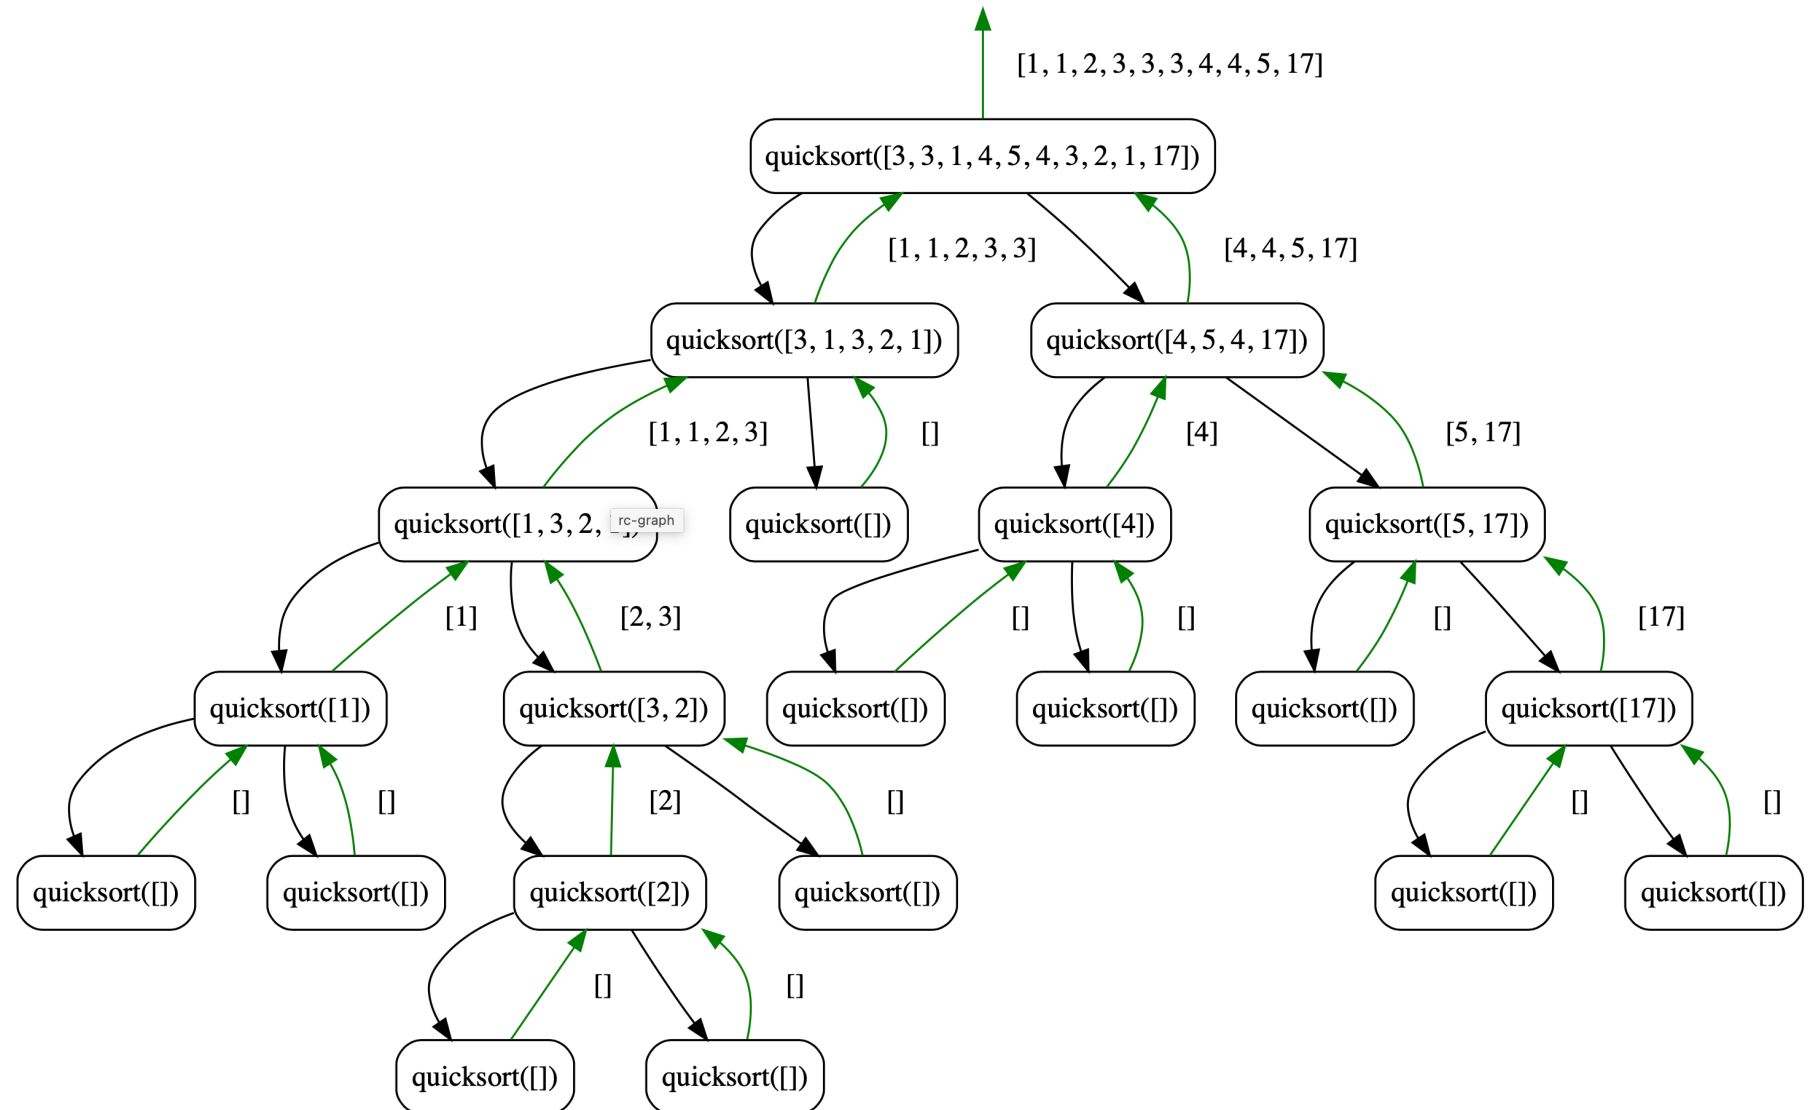 [1, 1, 2, 3, 3, 3, 4, 4, 5, 17]
quicksort([3, 3, 1, 4, 5, 4, 3, 2, 1, 17])
[1, 1, 2, 3, 3]
[4, 4, 5, 17]
quicksort([3, 1, 3, 2, 1])
quicksort([4, 5, 4, 17])
[1, 1, 2, 3]
[]
[4]
[5, 17]
quicksort([1, 3, 2,
rc-graph
quicksort([])
quicksort([4])
quicksort([5, 17])
[1]
[2, 3]
[]
[]
[]
[17]
quicksort([1])
quicksort([3, 2])
quicksort([])
quicksort([])
quicksort([])
quicksort([17])
[]
[]
[2]
[]
[]
[]
quicksort([])
quicksort([])
quicksort([2])
quicksort([])
quicksort([])
quicksort([])
[]
[]
quicksort([])
quicksort([])